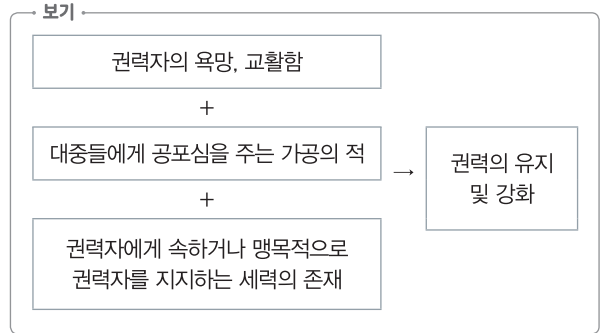 보기
권력자의 욕망, 교활함
+
대중들에게 공포심을 주는 가공의 적
+
권력자에게 속하거나 맹목적으로
권력자를 지지하는 세력의 존재
→
권력의 유지
및 강화